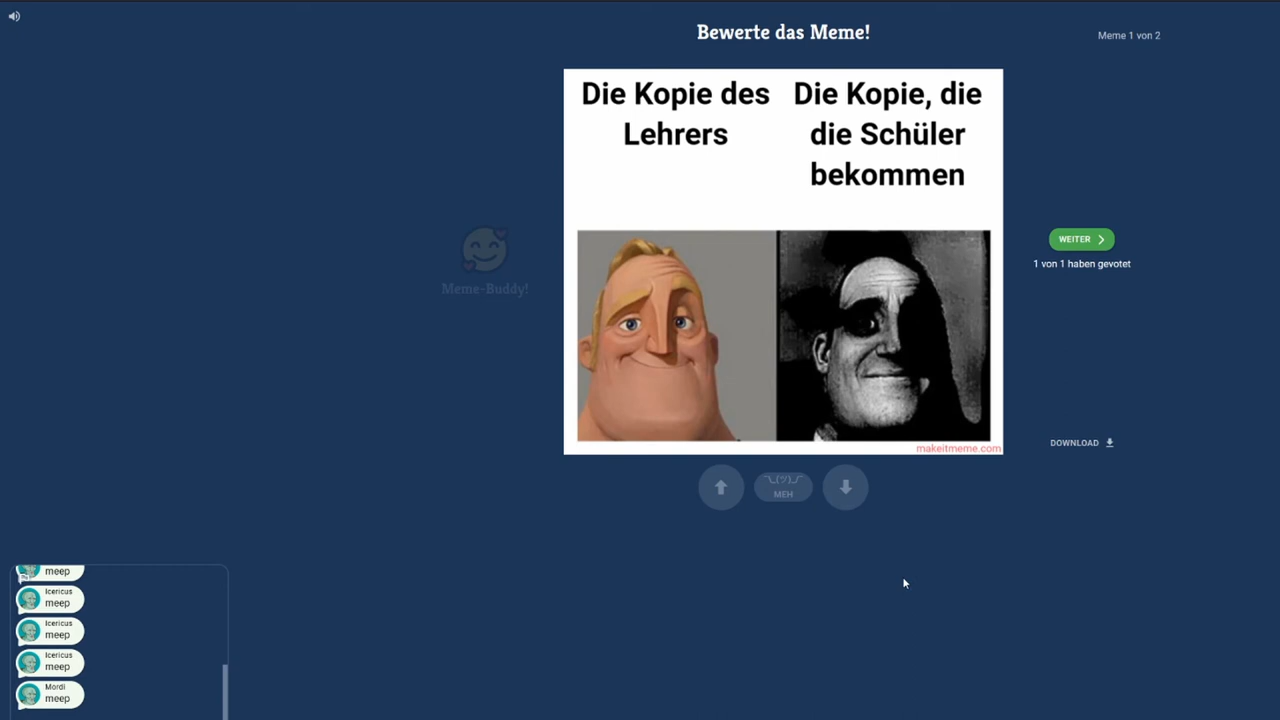 Bewerte das Meme!
Meme 1 von 2
Die Kopie des
Lehrers
Die Kopie, die
die Schüler
bekommen
Meme-Buddy!
WEITER
1 von 1 haben gevotet
makeitmeme.com
DOWNLOAD
¯\_(ツ)_/¯
MEH
meep
Icericus
meep
Icericus
meep
Icericus
meep
Mordi
meep